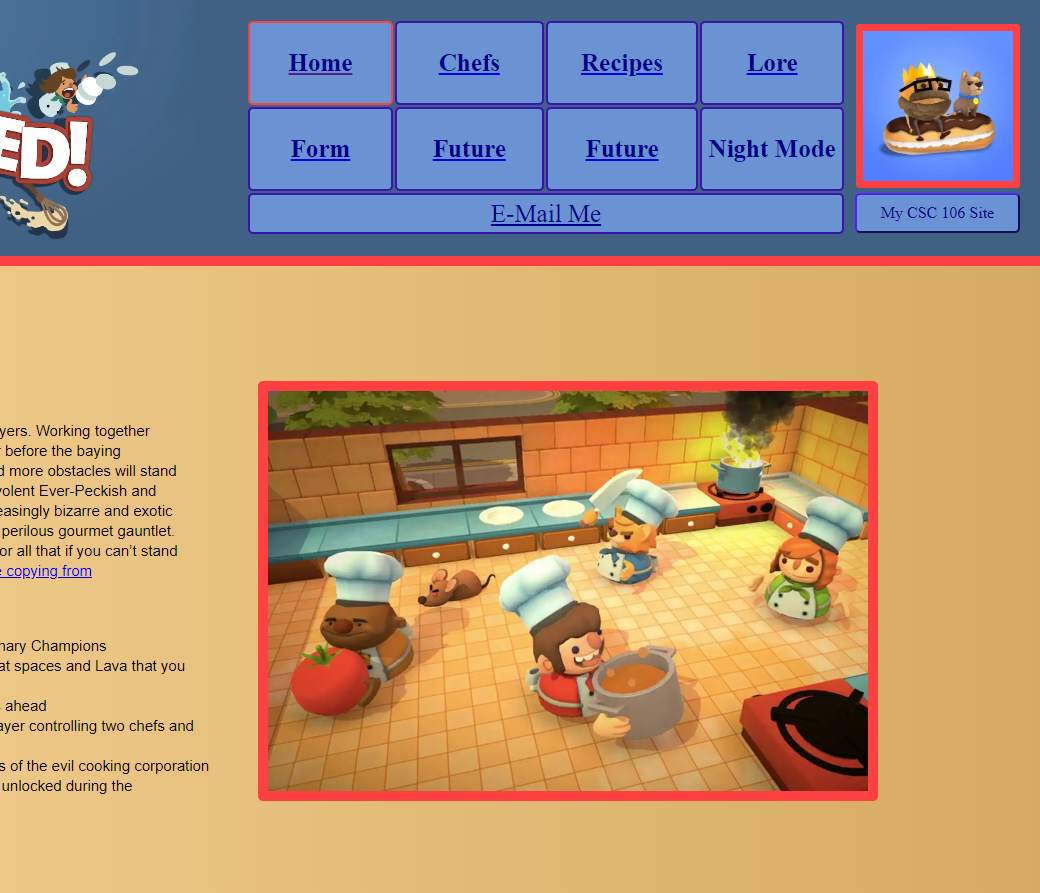 Home Chefs Recipes Lore
Form Future Future Night Mode
E-Mail Me
My CSC 106 Site
ED!
yers. Working together
before the baying
more obstacles will stand
volent Ever-Peckish and
easingly bizarre and exotic
perilous gourmet gauntlet.
or all that if you can’t stand
copying from
nary Champions
at spaces and Lava that you
ahead
ayer controlling two chefs and
s of the evil cooking corporation
unlocked during the